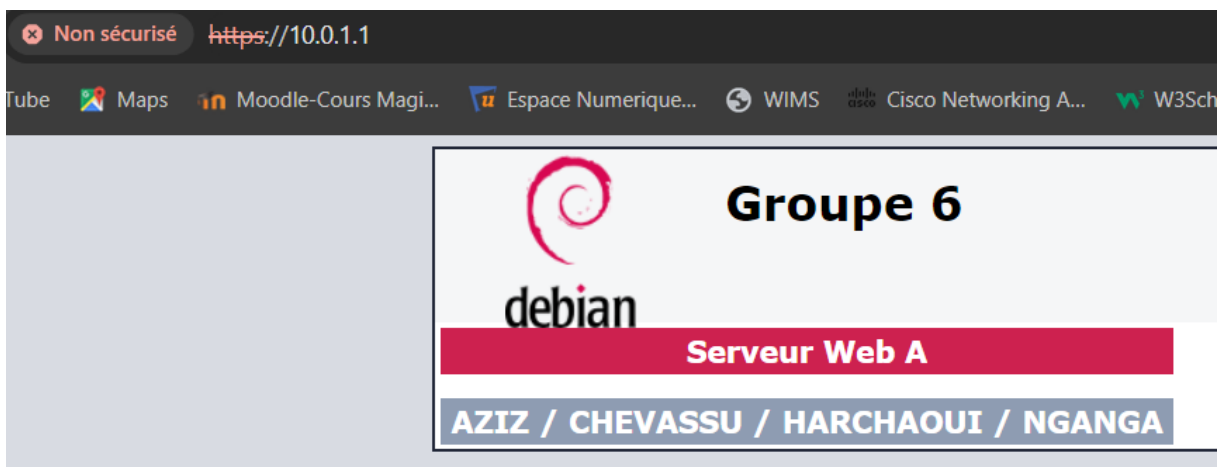 Non sécurisé https://10.0.1.1
Tube Maps Moodle-Cours Magi... Espace Numerique... WIMS Cisco Networking A... W3Sch
Groupe 6
debian
Serveur Web A
AZIZ / CHEVASSU / HARCHAOUI / NGANGA